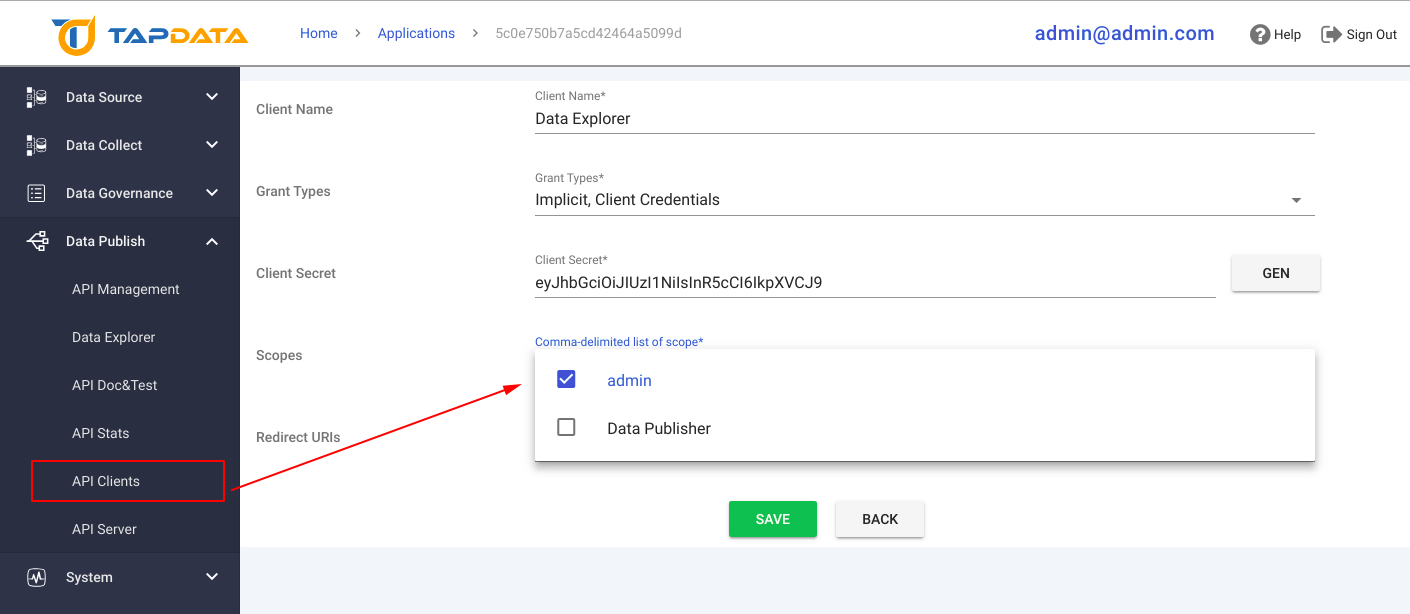 TAPDATA
Home > Applications > 5c0e750b7a5cd42464a5099d
admin@admin.com
Help
Sign Out
Data Source
Data Collect
Data Governance
Data Publish
API Management
Data Explorer
API Doc&Test
API Stats
API Clients
API Server
System
Client Name
Client Name*
Data Explorer
Grant Types
Grant Types*
Implicit, Client Credentials
Client Secret
Client Secret*
eyJhbGciOiJIUzI1NiIsInR5cCI6IkpXVCJ9
GEN
Scopes
Comma-delimited list of scope*
admin
Data Publisher
Redirect URIs
SAVE
BACK